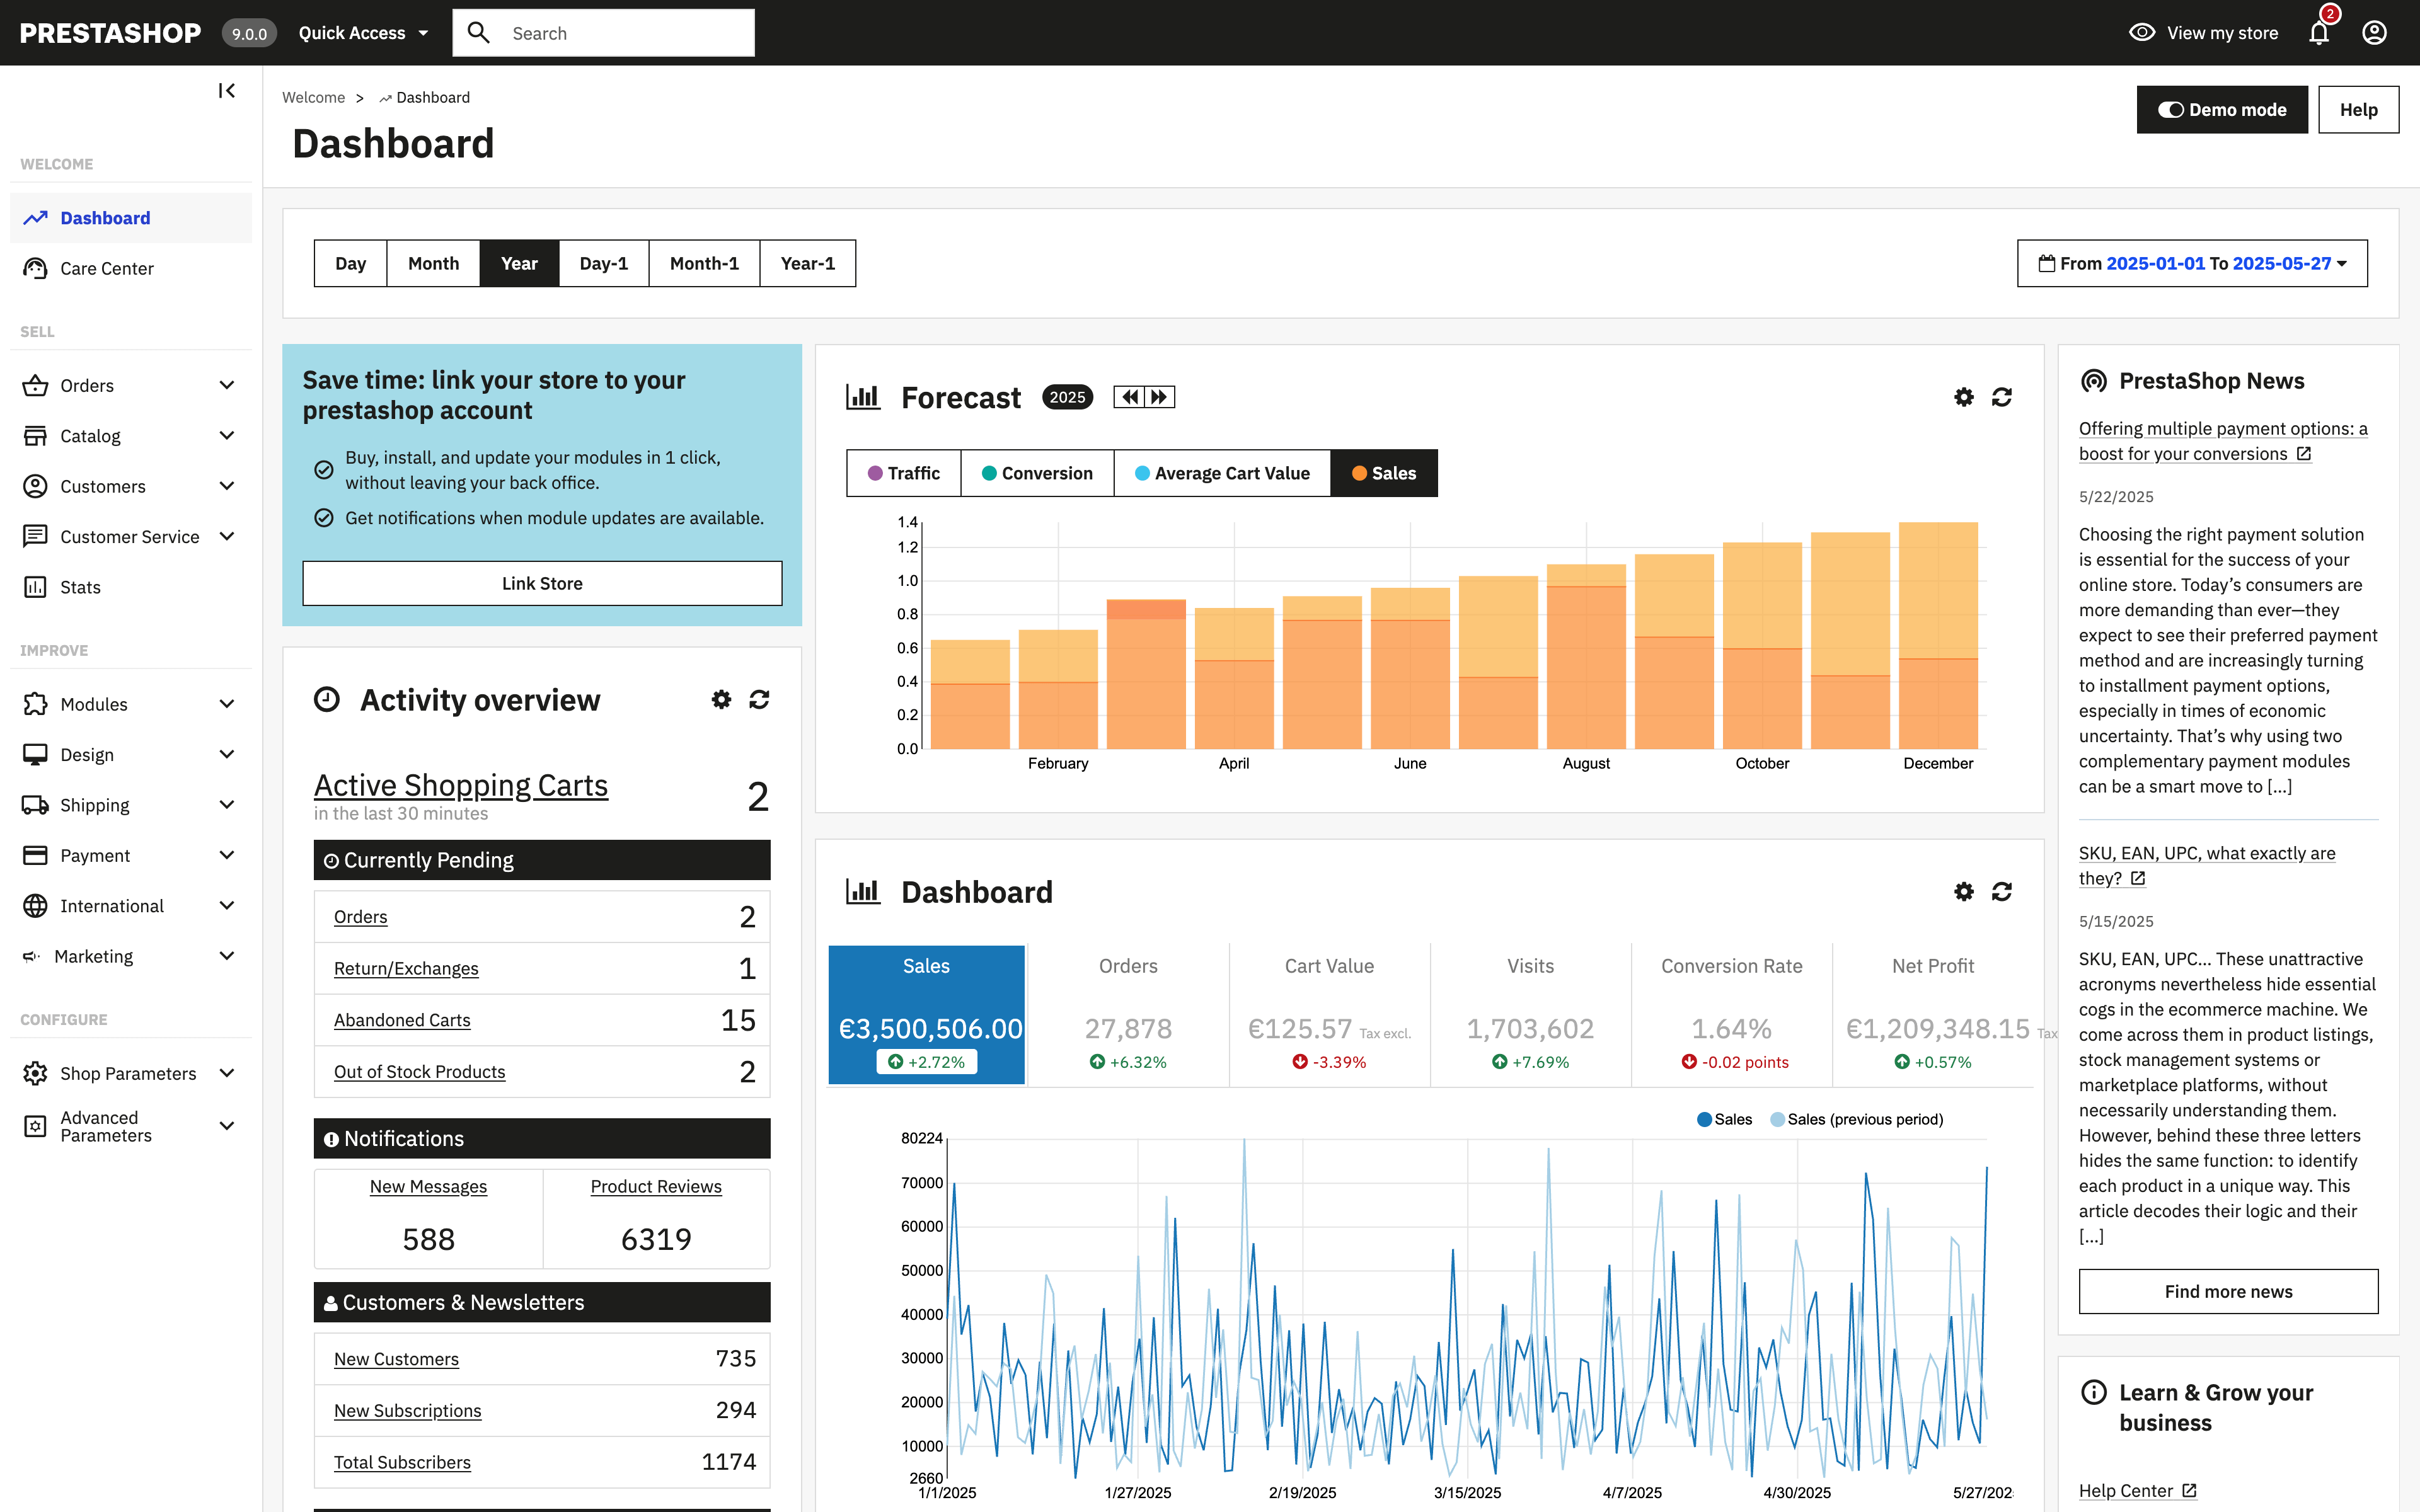 PRESTASHOP 9.0.0 Quick Access Search View my store 2
Welcome > Dashboard
Dashboard
Demo mode
Help
WELCOME
Dashboard
Care Center
SELL
Orders
Catalog
Customers
Customer Service
Stats
IMPROVE
Modules
Design
Shipping
Payment
International
Marketing
CONFIGURE
Shop Parameters
Advanced
Parameters
Day Month Year Day-1 Month-1 Year-1
From 2025-01-01 To 2025-05-27
Save time: link your store to your
prestashop account
Buy, install, and update your modules in 1 click,
without leaving your back office.
Get notifications when module updates are available.
Link Store
Activity overview
Active Shopping Carts 2
in the last 30 minutes
Currently Pending
Orders 2
Return/Exchanges 1
Abandoned Carts 15
Out of Stock Products 2
Notifications
New Messages Product Reviews
588 6319
Customers & Newsletters
New Customers 735
New Subscriptions 294
Total Subscribers 1174
Forecast 2025
Traffic Conversion Average Cart Value Sales
1.4
1.2
1.0
0.8
0.6
0.4
0.2
0.0
February April June August October December
Dashboard
Sales Orders Cart Value Visits Conversion Rate Net Profit
€3,500,506.00 27,878 €125.57 Tax excl. 1,703,602 1.64% €1,209,348.15 Tax
+2.72% +6.32% -3.39% +7.69% -0.02 points +0.57%
Sales Sales (previous period)
80224
70000
60000
50000
40000
30000
20000
10000
2660
1/1/2025 1/27/2025 2/19/2025 3/15/2025 4/7/2025 4/30/2025 5/27/202
PrestaShop News
Offering multiple payment options: a
boost for your conversions
5/22/2025
Choosing the right payment solution
is essential for the success of your
online store. Today’s consumers are
more demanding than ever—they
expect to see their preferred payment
method and are increasingly turning
to installment payment options,
especially in times of economic
uncertainty. That’s why using two
complementary payment modules
can be a smart move to [...]
SKU, EAN, UPC, what exactly are
they?
5/15/2025
SKU, EAN, UPC… These unattractive
acronyms nevertheless hide essential
cogs in the ecommerce machine. We
come across them in product listings,
stock management systems or
marketplace platforms, without
necessarily understanding them.
However, behind these three letters
hides the same function: to identify
each product in a unique way. This
article decodes their logic and their
[...]
Find more news
Learn & Grow your
business
Help Center